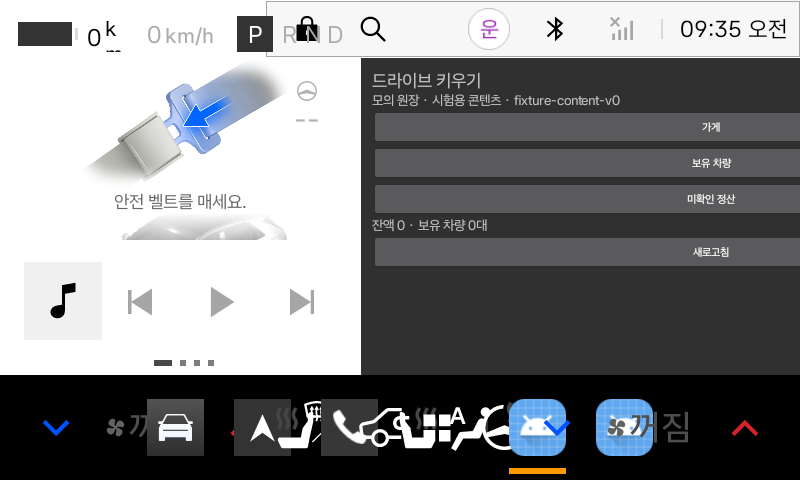 0 k
m
0 km/h
P R N D
운
09:35 오전
드라이브 키우기
모의 원장 · 시험용 콘텐츠 · fixture-content-v0
가게
보유 차량
미확인 정산
잔액 0 · 보유 차량 0대
새로고침
안전 벨트를 매세요.
A
꺼짐